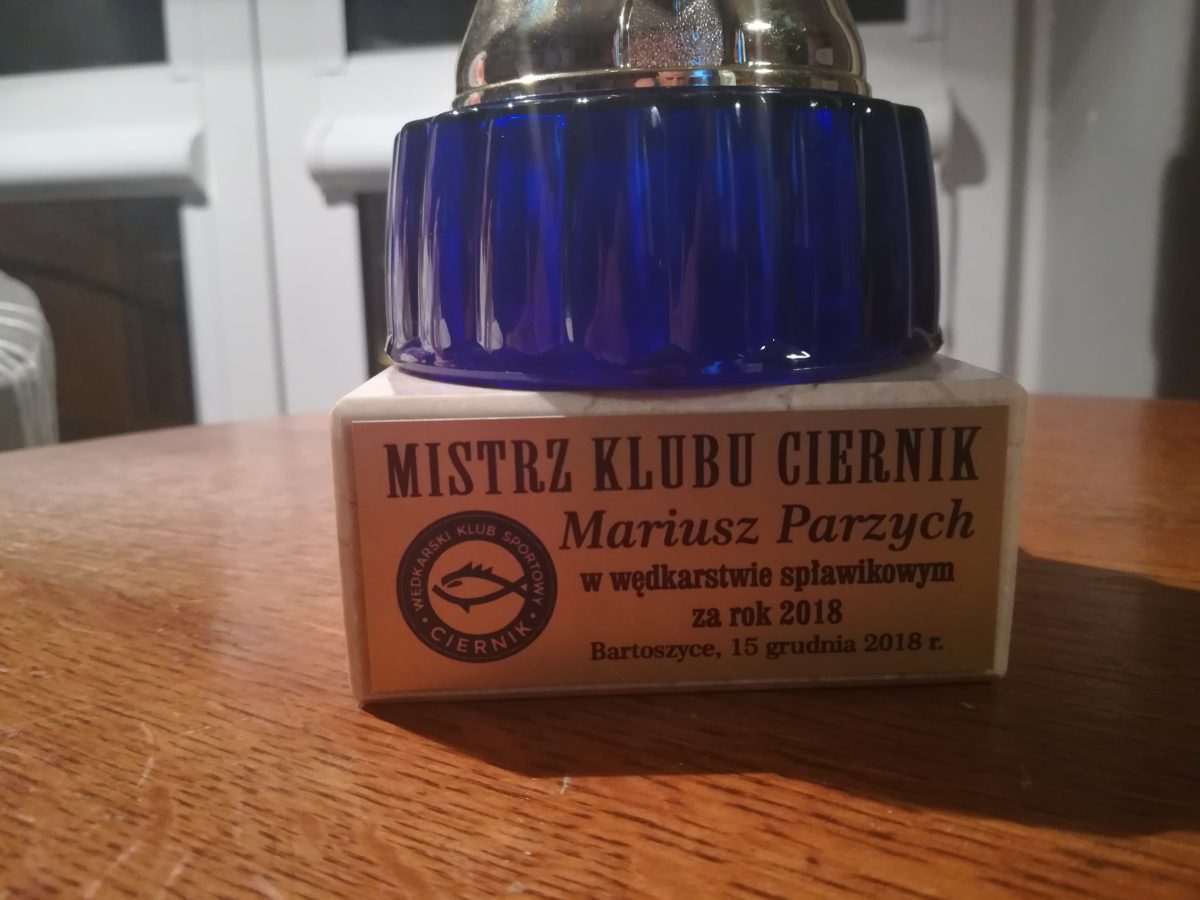 MISTRZ KLUBU CIERNIK
Mariusz Parzych
w wędkarstwie spławikowym
za rok 2018
Bartoszyce, 15 grudnia 2018 r.
WĘDKARSKI KLUB SPORTOWY
• CIERNIK •